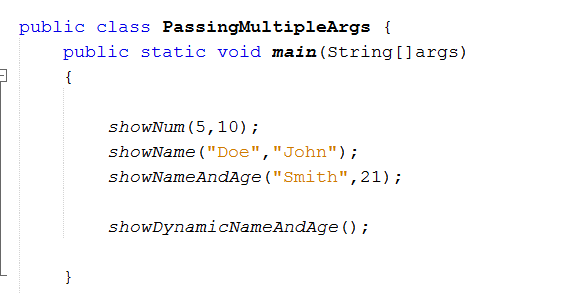 public class PassingMultipleArgs {
public static void main(String[]args)
{
showNum(5,10);
showName("Doe","John");
showNameAndAge("Smith",21);
showDynamicNameAndAge();
}